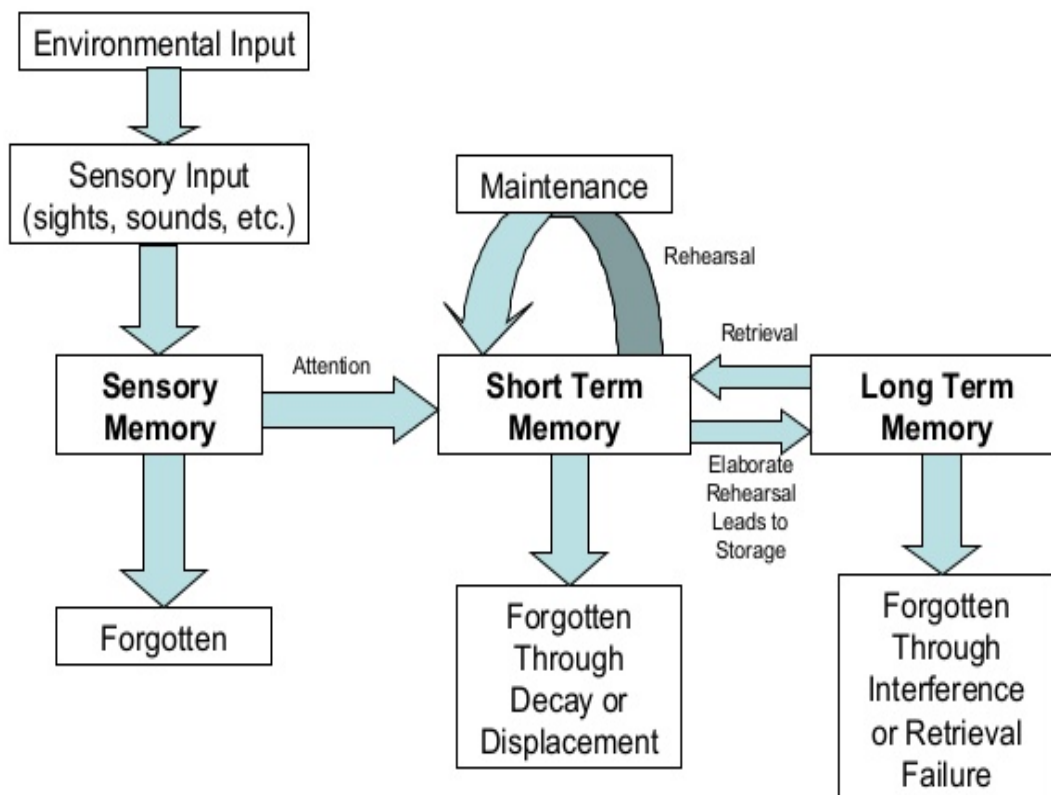 Environmental Input
Sensory Input
(sights, sounds, etc.)
Maintenance
Rehearsal
Retrieval
Attention
Sensory
Memory
Short Term
Memory
Long Term
Memory
Elaborate
Rehearsal
Leads to
Storage
Forgotten
Forgotten
Through
Decay or
Displacement
Forgotten
Through
Interference
or Retrieval
Failure